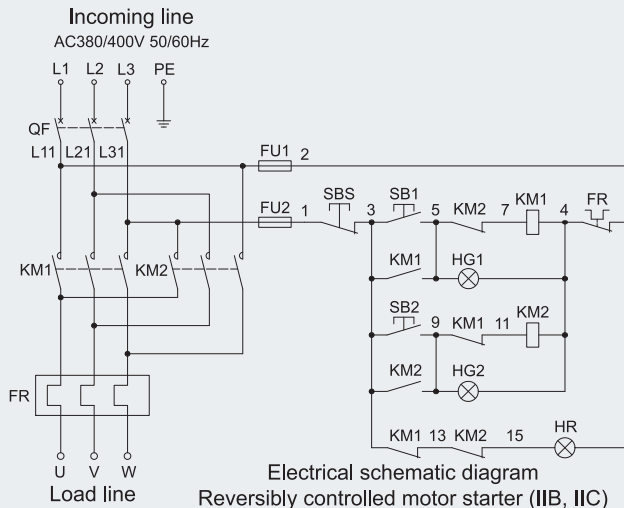 Incoming line
AC380/400V 50/60Hz
L1 L2 L3 PE
QF
L11 L21 L31
FU1 2
FU2 1 SBS 3 SB1 5 KM2 7 KM1 4 FR
KM1 KM2
KM1 HG1
SB2 9 KM1 11 KM2
KM2 HG2
FR
KM1 13 KM2 15 HR
U V W
Load line
Electrical schematic diagram
Reversibly controlled motor starter (IIB, IIC)